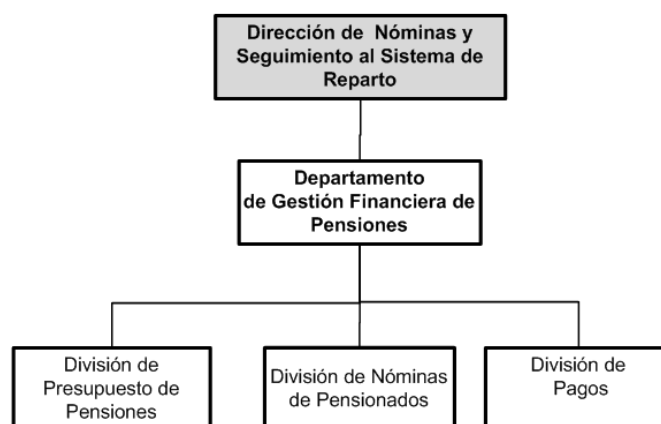 Dirección de Nóminas y
Seguimiento al Sistema de
Reparto
Departamento
de Gestión Financiera de
Pensiones
División de
Presupuesto de
Pensiones
División de Nóminas
de Pensionados
División de
Pagos